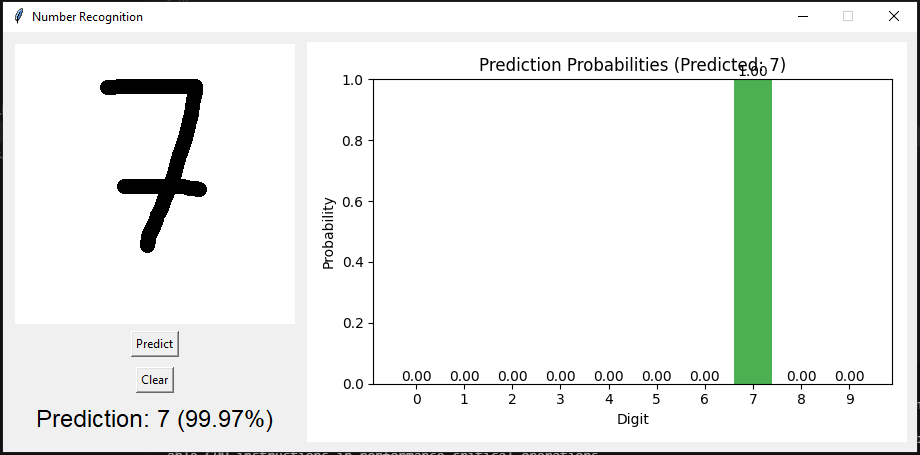 Number Recognition
7
Predict
Clear
Prediction: 7 (99.97%)
Prediction Probabilities (Predicted: 7)
1.00
Probability
1.0
0.8
0.6
0.4
0.2
0.0
0.00 0.00 0.00 0.00 0.00 0.00 0.00 0.00 0.00
0 1 2 3 4 5 6 7 8 9
Digit